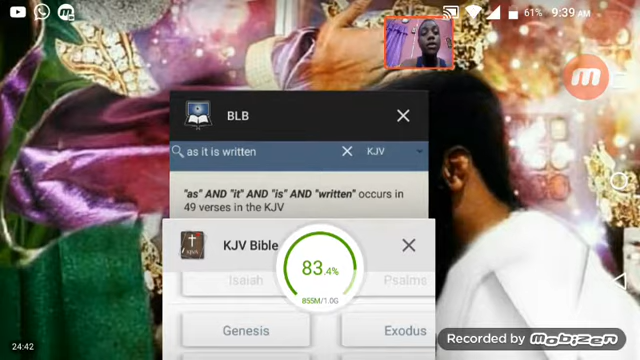 61% 9:39 AM
BLB
as it is written KJV
"as" AND "it" AND "is" AND "written" occurs in
49 verses in the KJV
KJV Bible
83.4%
855M/1.0G
Isaiah Psalms
Genesis Exodus
24:42
Recorded by Mobizen